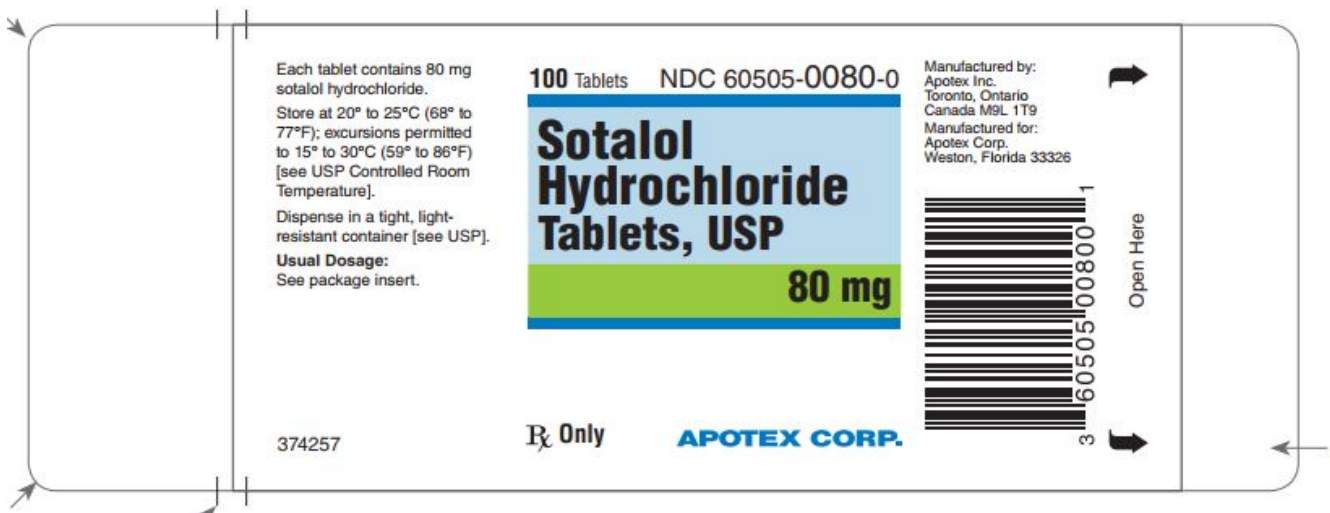 Each tablet contains 80 mg
sotalol hydrochloride.
Store at 20° to 25°C (68° to
77°F); excursions permitted
to 15° to 30°C (59° to 86°F)
[see USP Controlled Room
Temperature].
Dispense in a tight, light-
resistant container [see USP].
Usual Dosage:
See package insert.
374257
100 Tablets NDC 60505-0080-0
Sotalol
Hydrochloride
Tablets, USP
80 mg
Rx Only
APOTEX CORP.
Manufactured by:
Apotex Inc.
Toronto, Ontario
Canada M9L 1T9
Manufactured for:
Apotex Corp.
Weston, Florida 33326
3 60505 00800 1
Open Here